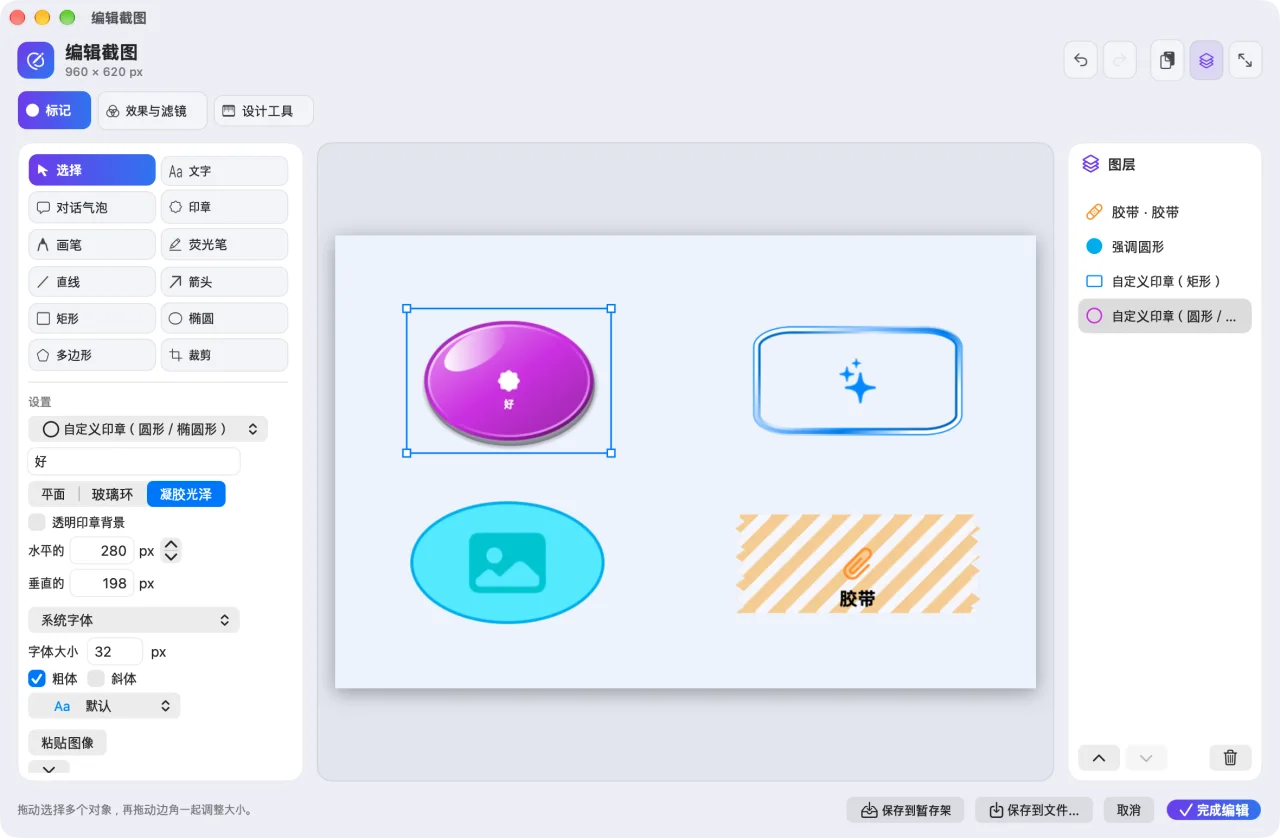 编辑截图
编辑截图
960 × 620 px
标记
效果与滤镜
设计工具
选择
Aa 文字
对话气泡
印章
画笔
荧光笔
直线
箭头
矩形
椭圆
多边形
裁剪
设置
自定义印章 ( 圆形 / 椭圆形 )
好
平面
玻璃环
凝胶光泽
透明印章背景
水平的 280 px
垂直的 198 px
系统字体
字体大小 32 px
粗体 斜体
Aa 默认
粘贴图像
好
胶带
图层
胶带 · 胶带
强调圆形
自定义印章 ( 矩形 )
自定义印章 ( 圆形 / ...
拖动选择多个对象 , 再拖动边角一起调整大小。
保存到暂存架
保存到文件...
取消
完成编辑